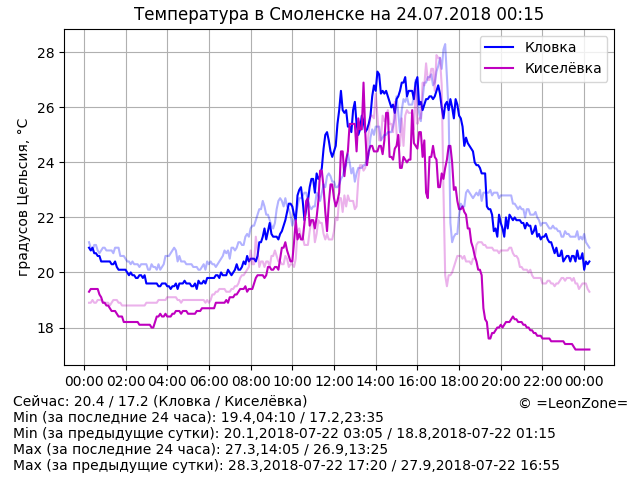 Температура в Смоленске на 24.07.2018 00:15
градусов Цельсия, °C
28
26
24
22
20
18
Кловка
Киселёвка
00:00 02:00 04:00 06:00 08:00 10:00 12:00 14:00 16:00 18:00 20:00 22:00 00:00
Сейчас: 20.4 / 17.2 (Кловка / Киселёвка)
© =LeonZone=
Min (за последние 24 часа): 19.4,04:10 / 17.2,23:35
Min (за предыдущие сутки): 20.1,2018-07-22 03:05 / 18.8,2018-07-22 01:15
Max (за последние 24 часа): 27.3,14:05 / 26.9,13:25
Max (за предыдущие сутки): 28.3,2018-07-22 17:20 / 27.9,2018-07-22 16:55